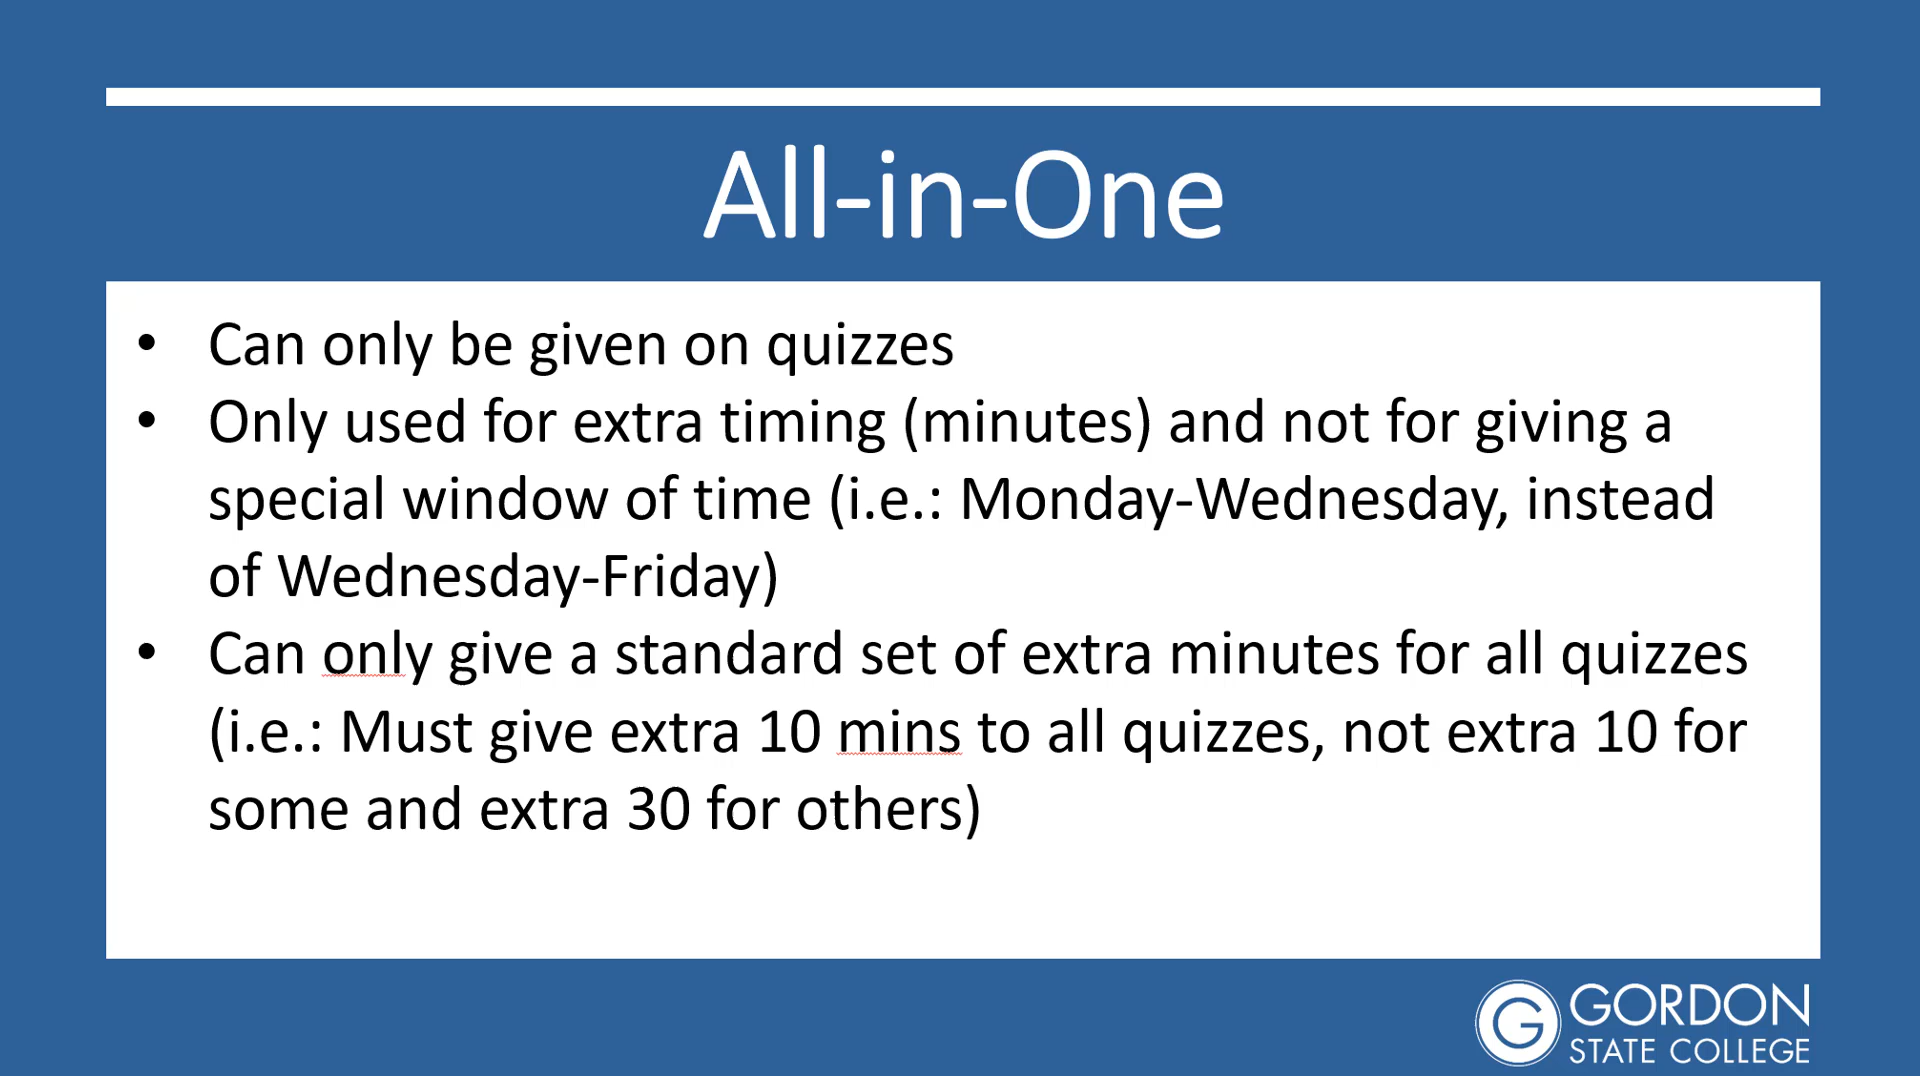 All-in-One
• Can only be given on quizzes
• Only used for extra timing (minutes) and not for giving a
special window of time (i.e.: Monday-Wednesday, instead
of Wednesday-Friday)
• Can only give a standard set of extra minutes for all quizzes
(i.e.: Must give extra 10 mins to all quizzes, not extra 10 for
some and extra 30 for others)
G GORDON
STATE COLLEGE